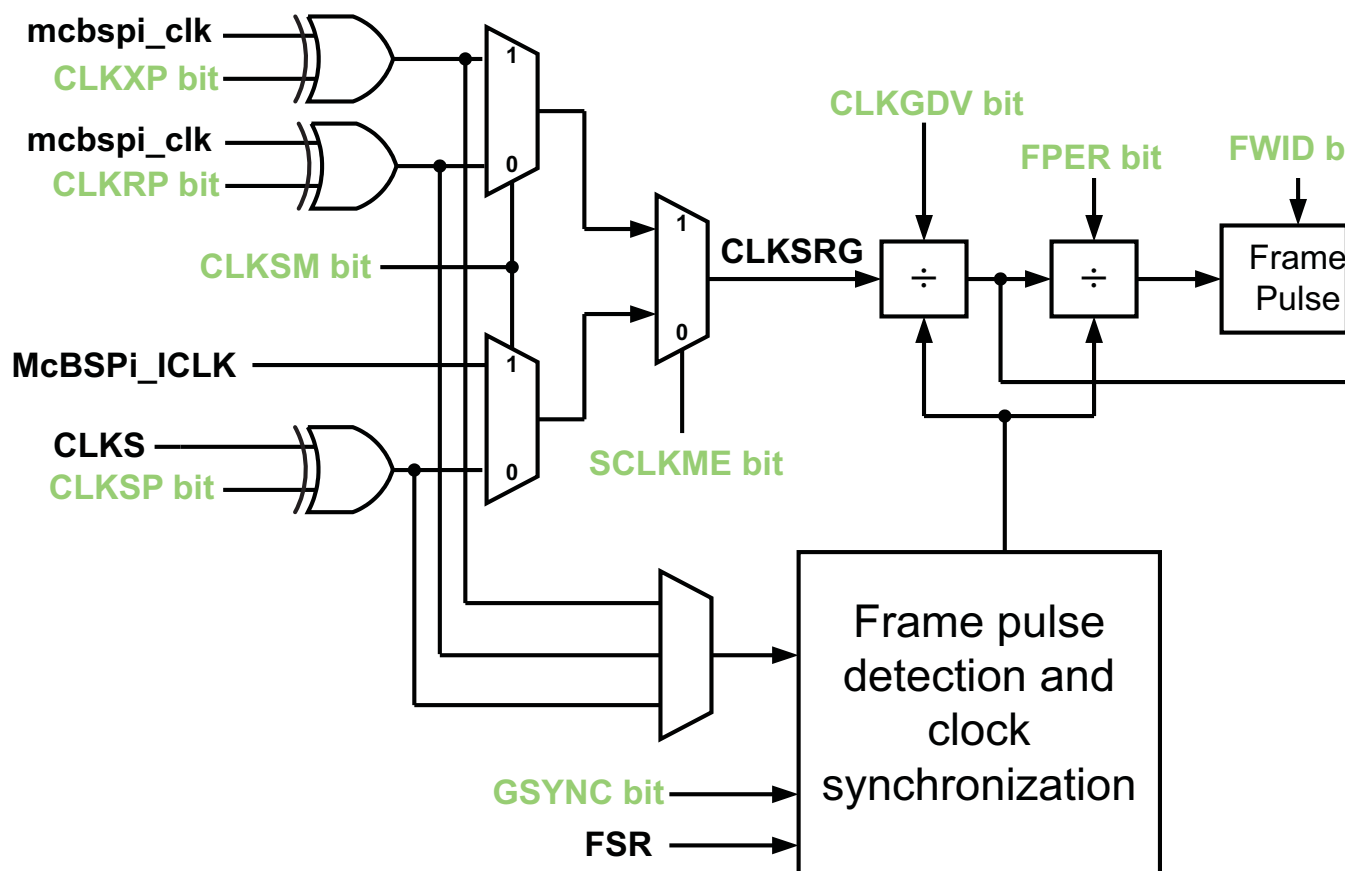 mcbspi_clk
CLKXP bit
mcbspi_clk
CLKRP bit
CLKSM bit
McBSPi_ICLK
CLKS
CLKSP bit
1
0
1
0
1
0
SCLKME bit
CLKSRG
CLKGDV bit
÷
FPER bit
÷
FWID b
Frame
Pulse
Frame pulse
detection and
clock
synchronization
GSYNC bit
FSR